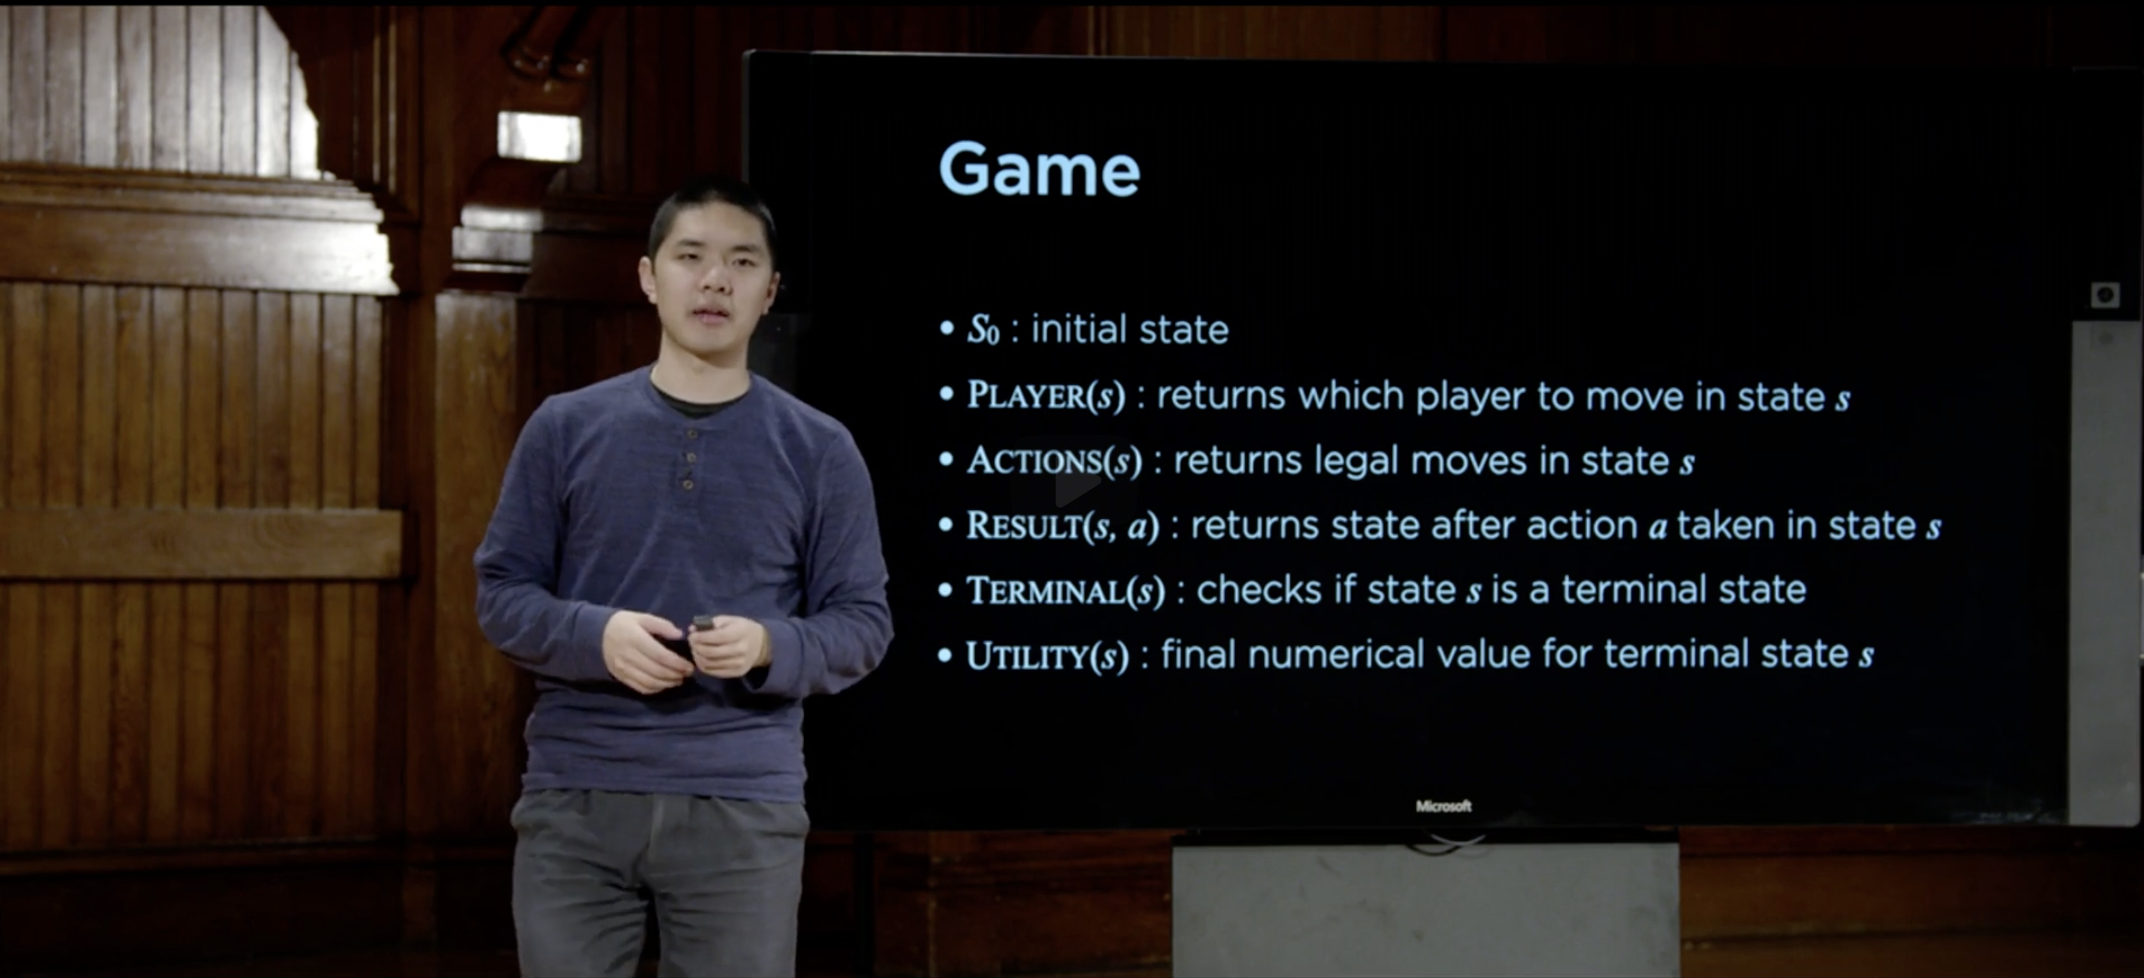 Game
• S₀ : initial state
• PLAYER(s) : returns which player to move in state s
• ACTIONS(s) : returns legal moves in state s
• RESULT(s, a) : returns state after action a taken in state s
• TERMINAL(s) : checks if state s is a terminal state
• UTILITY(s) : final numerical value for terminal state s
Microsoft